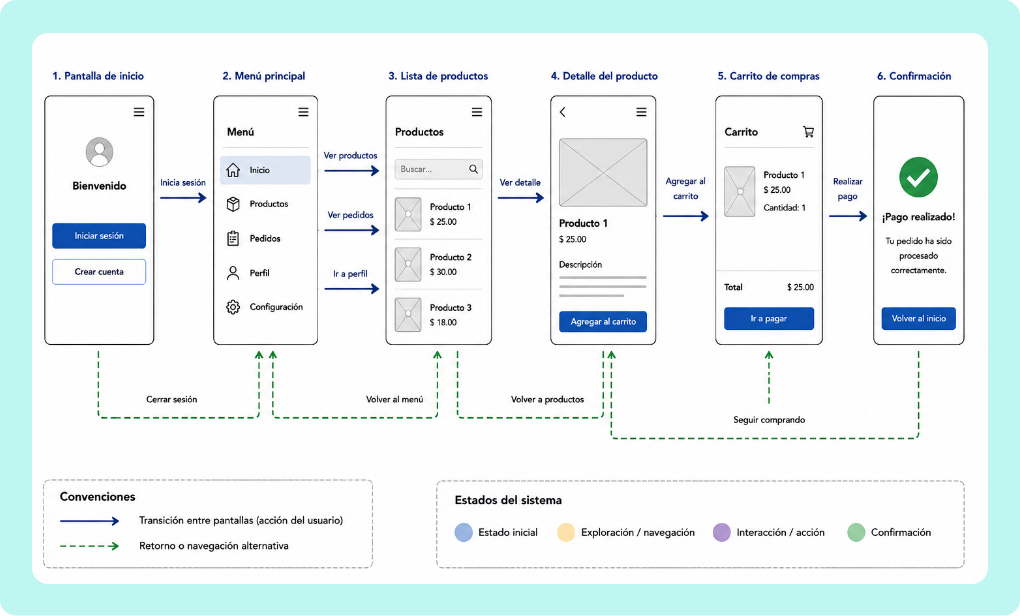 1. Pantalla de inicio
2. Menú principal
3. Lista de productos
4. Detalle del producto
5. Carrito de compras
6. Confirmación
Bienvenido
Iniciar sesión
Crear cuenta
Inicia sesión
Menú
Inicio
Productos
Pedidos
Perfil
Configuración
Ver productos
Ver pedidos
Ir a perfil
Productos
Buscar...
Producto 1
$ 25.00
Producto 2
$ 30.00
Producto 3
$ 18.00
Ver detalle
Producto 1
$ 25.00
Descripción
Agregar al carrito
Agregar al
carrito
Carrito
Producto 1
$ 25.00
Cantidad: 1
Total
$ 25.00
Ir a pagar
Realizar
pago
¡Pago realizado!
Tu pedido ha sido
procesado
correctamente.
Volver al inicio
Cerrar sesión
Volver al menú
Volver a productos
Seguir comprando
Convenciones
Transición entre pantallas (acción del usuario)
Retorno o navegación alternativa
Estados del sistema
Estado inicial
Exploración / navegación
Interacción / acción
Confirmación